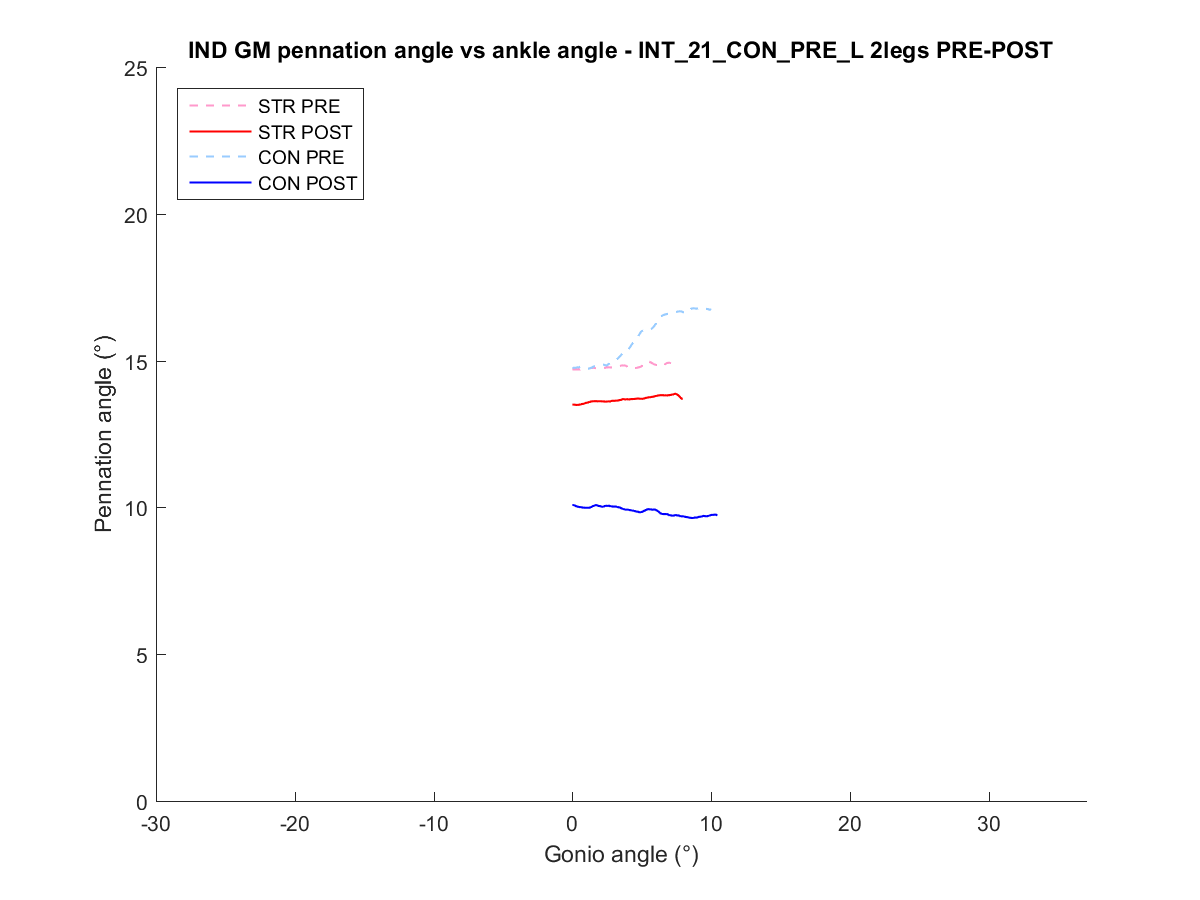 IND GM pennation angle vs ankle angle - INT_21_CON_PRE_L 2legs PRE-POST
25
20
15
10
5
0
Pennation angle (°)
STR PRE
STR POST
CON PRE
CON POST
-30
-20
-10
0
10
20
30
Gonio angle (°)